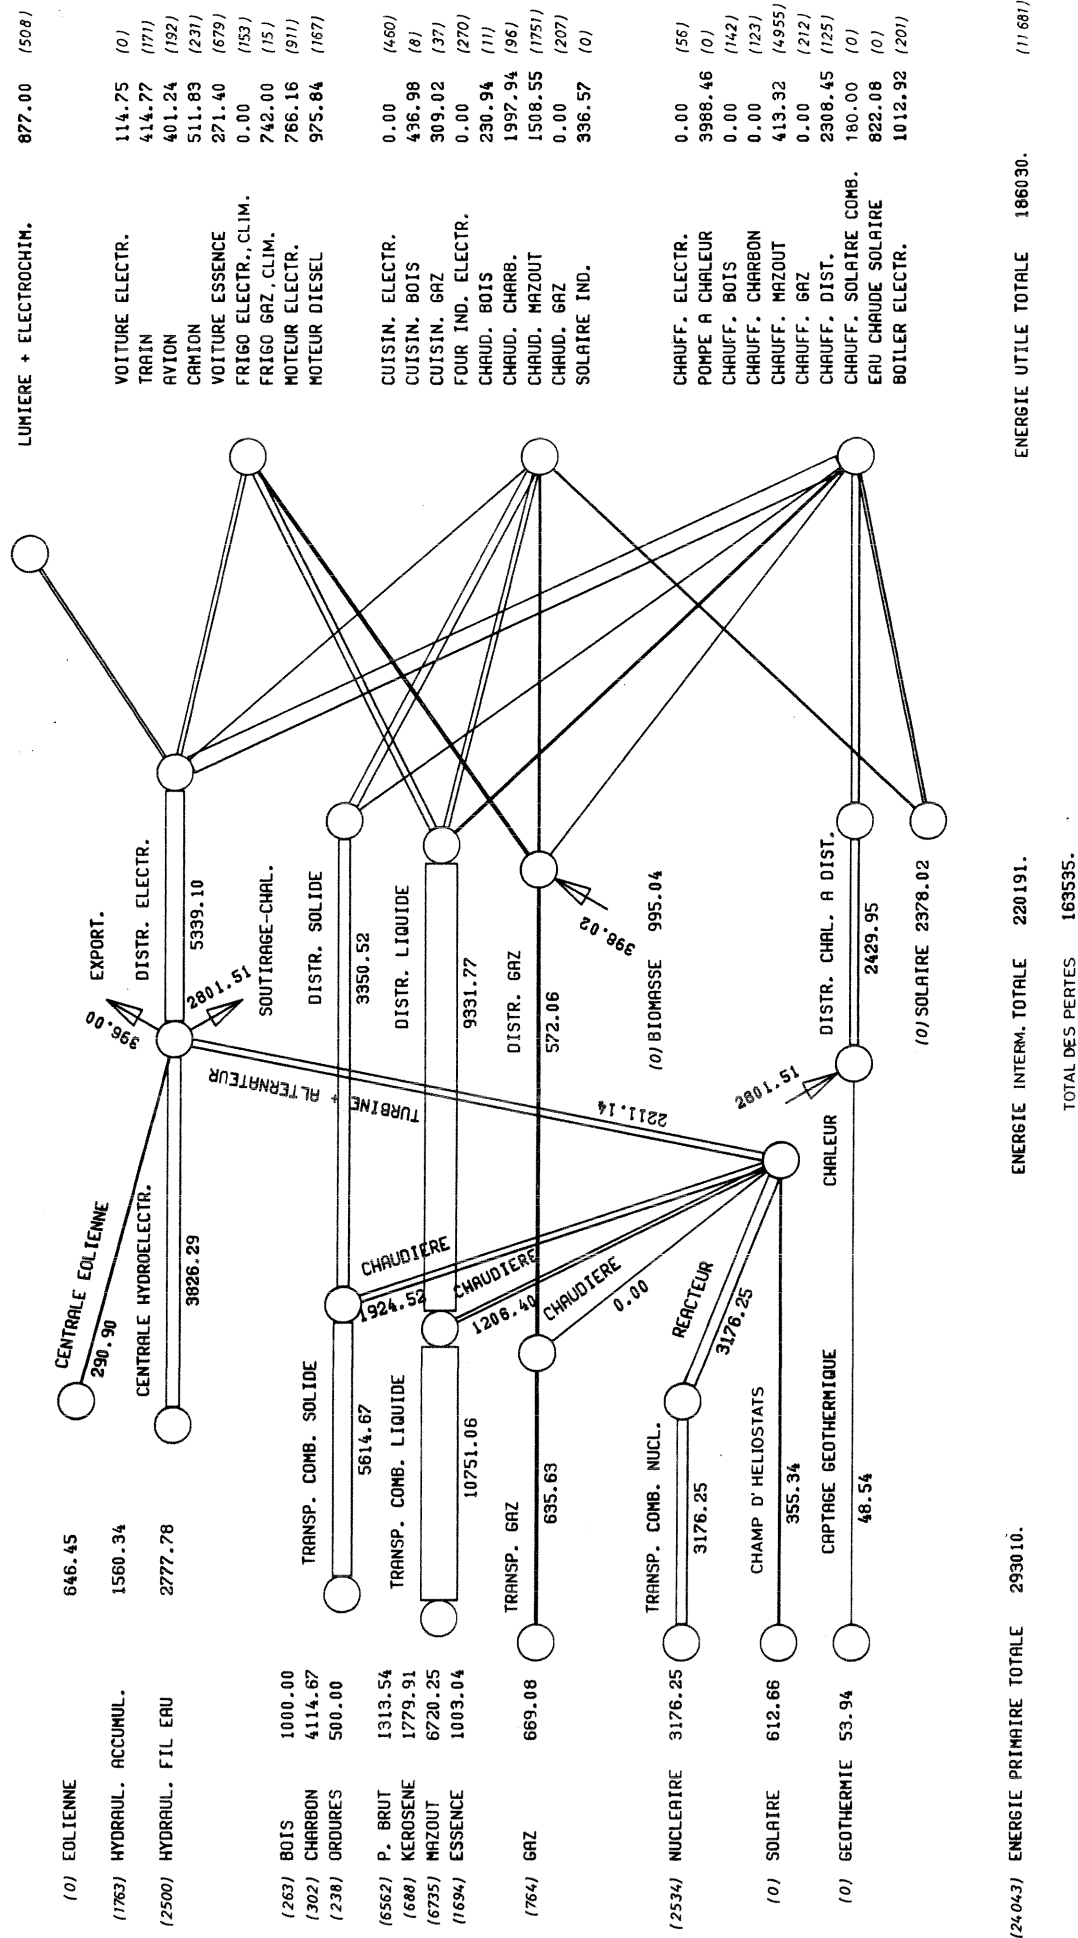 (0) EOLIENNE 646.45
(1763) HYDRAUL. ACCUMUL. 1560.34
(2500) HYDRAUL. FIL EAU 2777.78
(263) BOIS 1000.00
(302) CHARBON 4114.67
(238) ORDURES 500.00
(6562) P. BRUT 1313.54
(688) KEROSENE 1779.91
(6735) MAZOUT 6720.25
(1694) ESSENCE 1003.04
(764) GAZ 669.08
(2534) NUCLEAIRE 3176.25
(0) SOLAIRE 612.66
(0) GEOTHERMIE 53.94
CENTRALE EOLIENNE
290.90
CENTRALE HYDROELECTR.
3826.29
TRANSP. COMB. SOLIDE
5614.67
TRANSP. COMB. LIQUIDE
10751.06
TRANSP. GAZ
635.63
TRANSP. COMB. NUCL.
3176.25
CHAMP D'HELIOSTATS
355.34
CAPTAGE GEOTHERMIQUE
48.54
CHAUDIERE
1924.52
CHAUDIERE
1206.40
CHAUDIERE
0.00
REACTEUR
3176.25
TURBINE + ALTERNATEUR
2211.14
EXPORT.
396.00
2801.51
SOUTIRAGE-CHAL.
DISTR. ELECTR.
5339.10
DISTR. SOLIDE
3350.52
DISTR. LIQUIDE
9331.77
DISTR. GAZ
572.06
398.02
(0) BIOMASSE 995.04
CHALEUR
2801.51
DISTR. CHAL. A DIST.
2429.95
(0) SOLAIRE 2378.02
LUMIERE + ELECTROCHIM. 877.00 (508)
VOITURE ELECTR. 114.75 (0)
TRAIN 414.77 (171)
AVION 401.24 (192)
CAMION 511.83 (231)
VOITURE ESSENCE 271.40 (679)
FRIGO ELECTR., CLIM. 0.00 (153)
FRIGO GAZ, CLIM. 742.00 (15)
MOTEUR ELECTR. 766.16 (911)
MOTEUR DIESEL 975.84 (167)
CUISIN. ELECTR. 0.00 (460)
CUISIN. BOIS 436.98 (8)
CUISIN. GAZ 309.02 (37)
FOUR IND. ELECTR. 0.00 (270)
CHAUD. BOIS 230.94 (11)
CHAUD. CHARB. 1997.94 (96)
CHAUD. MAZOUT 1508.55 (1751)
CHAUD. GAZ 0.00 (207)
SOLAIRE IND. 336.57 (0)
CHAUFF. ELECTR. 0.00 (56)
POMPE A CHALEUR 3988.46 (0)
CHAUFF. BOIS 0.00 (142)
CHAUFF. CHARBON 0.00 (123)
CHAUFF. MAZOUT 413.32 (4955)
CHAUFF. GAZ 0.00 (212)
CHAUFF. DIST. 2308.45 (125)
CHAUFF. SOLAIRE COMB. 180.00 (0)
EAU CHAUDE SOLAIRE 822.08 (0)
BOILER ELECTR. 1012.92 (201)
(24043) ENERGIE PRIMAIRE TOTALE 293010. ENERGIE INTERM. TOTALE 220191. ENERGIE UTILE TOTALE 186030. (11 681)
TOTAL DES PERTES 163535.